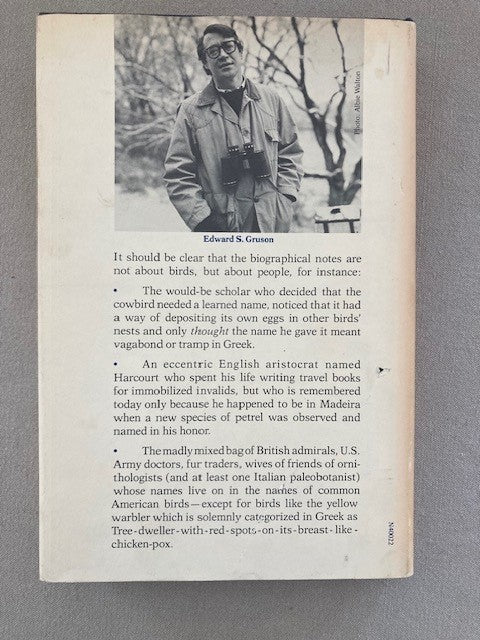 Photo: Albie Walton
Edward S. Gruson
It should be clear that the biographical notes are
not about birds, but about people, for instance:
• The would-be scholar who decided that the
cowbird needed a learned name, noticed that it had
a way of depositing its own eggs in other birds'
nests and only thought the name he gave it meant
vagabond or tramp in Greek.
• An eccentric English aristocrat named
Harcourt who spent his life writing travel books
for immobilized invalids, but who is remembered
today only because he happened to be in Madeira
when a new species of petrel was observed and
named in his honor.
• The madly mixed bag of British admirals, U.S.
Army doctors, fur traders, wives of friends of orni-
thologists (and at least one Italian paleobotanist)
whose names live on in the names of common
American birds—except for birds like the yellow
warbler which is solemnly categorized in Greek as
Tree-dweller-with-red-spots-on-its-breast-like-
chicken-pox.
N40022